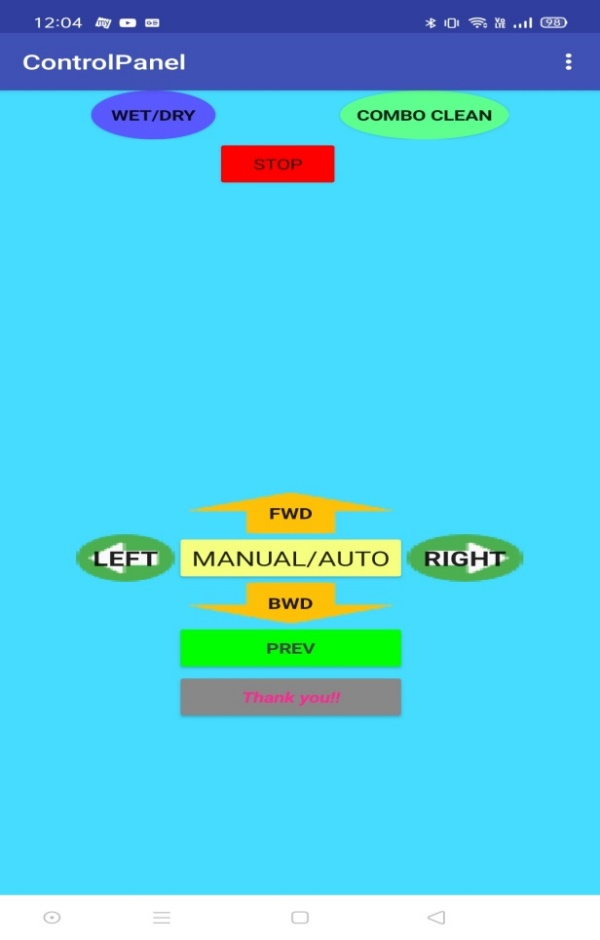 12:04
98
ControlPanel
WET/DRY COMBO CLEAN
STOP
FWD
LEFT MANUAL/AUTO RIGHT
BWD
PREV
Thank you!!